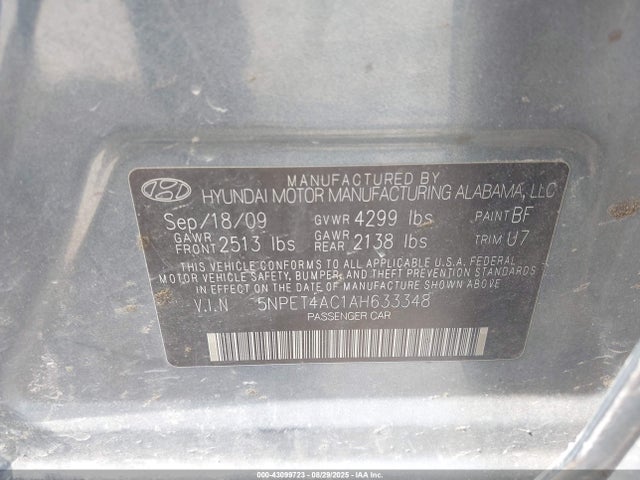 MANUFACTURED BY
HYUNDAI MOTOR MANUFACTURING ALABAMA, LLC
Sep/18/09 GVWR 4299 lbs PAINT BF
GAWR FRONT 2513 lbs GAWR REAR 2138 lbs TRIM U7
THIS VEHICLE CONFORMS TO ALL APPLICABLE U.S.A. FEDERAL
MOTOR VEHICLE SAFETY, BUMPER, AND THEFT PREVENTION
STANDARDS IN EFFECT ON THE DATE OF MANUFACTURE SHOWN ABOVE.
V.I.N 5NPET4AC1AH633348
PASSENGER CAR
000-43099723 - 08/29/2025 - IAAI.COM